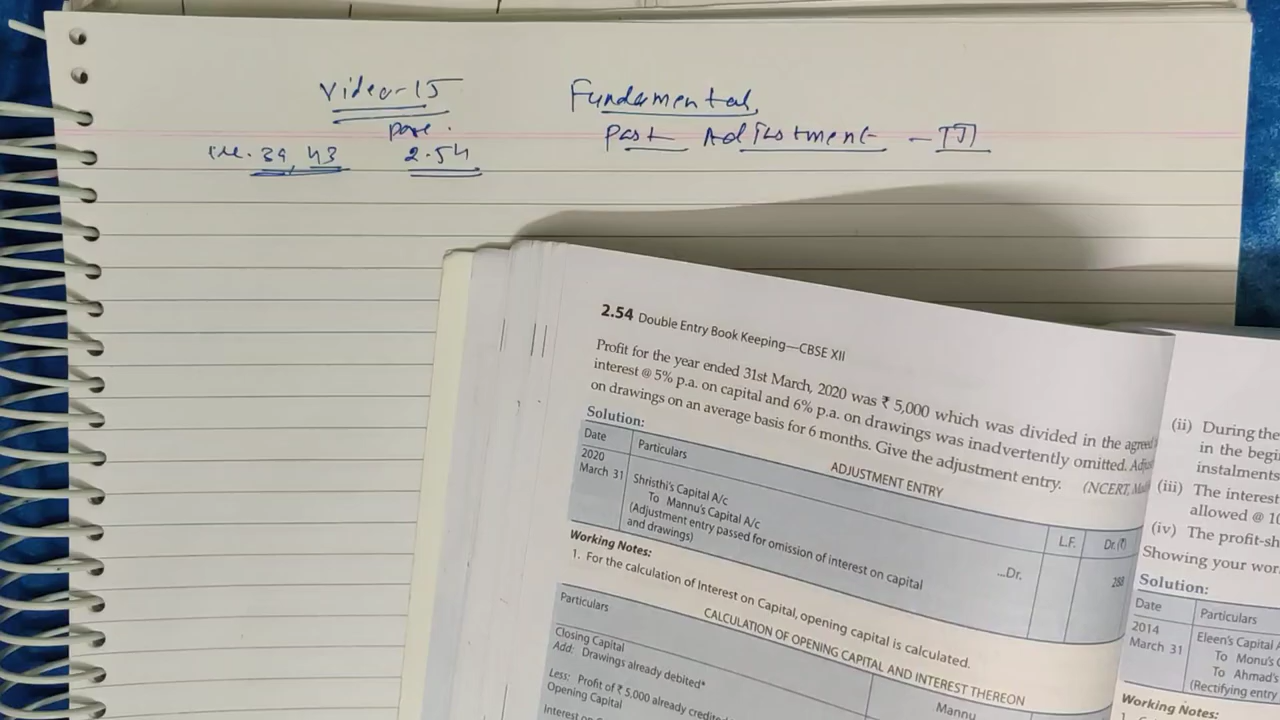 Video-15
Fundamental,
page.
Past Adjustment - III
ill. 39, 43 2.54
2.54 Double Entry Book Keeping—CBSE XII
Profit for the year ended 31st March, 2020 was ₹ 5,000 which was divided in the agreed
interest @ 5% p.a. on capital and 6% p.a. on drawings was inadvertently omitted.
on drawings on an average basis for 6 months. Give the adjustment entry. (NCERT,
Solution:
ADJUSTMENT ENTRY
Date Particulars L.F. Dr. (₹)
2020
March 31 Shristhi's Capital A/c ...Dr. 288
To Mannu's Capital A/c
(Adjustment entry passed for omission of interest on capital
and drawings)
Working Notes:
1. For the calculation of Interest on Capital, opening capital is calculated.
CALCULATION OF OPENING CAPITAL AND INTEREST THEREON
Particulars Mannu
Closing Capital
Add: Drawings already debited*
Less: Profit of ₹ 5,000 already credited
Opening Capital
Interest on
(ii) During the
in the
instalments
(iii) The interest
allowed @
(iv) The
Showing your
Solution:
Date Particulars
2014
March 31 Eleen's Capital
To Monu's
To Ahmad's
(Rectifying entry
Working Notes: